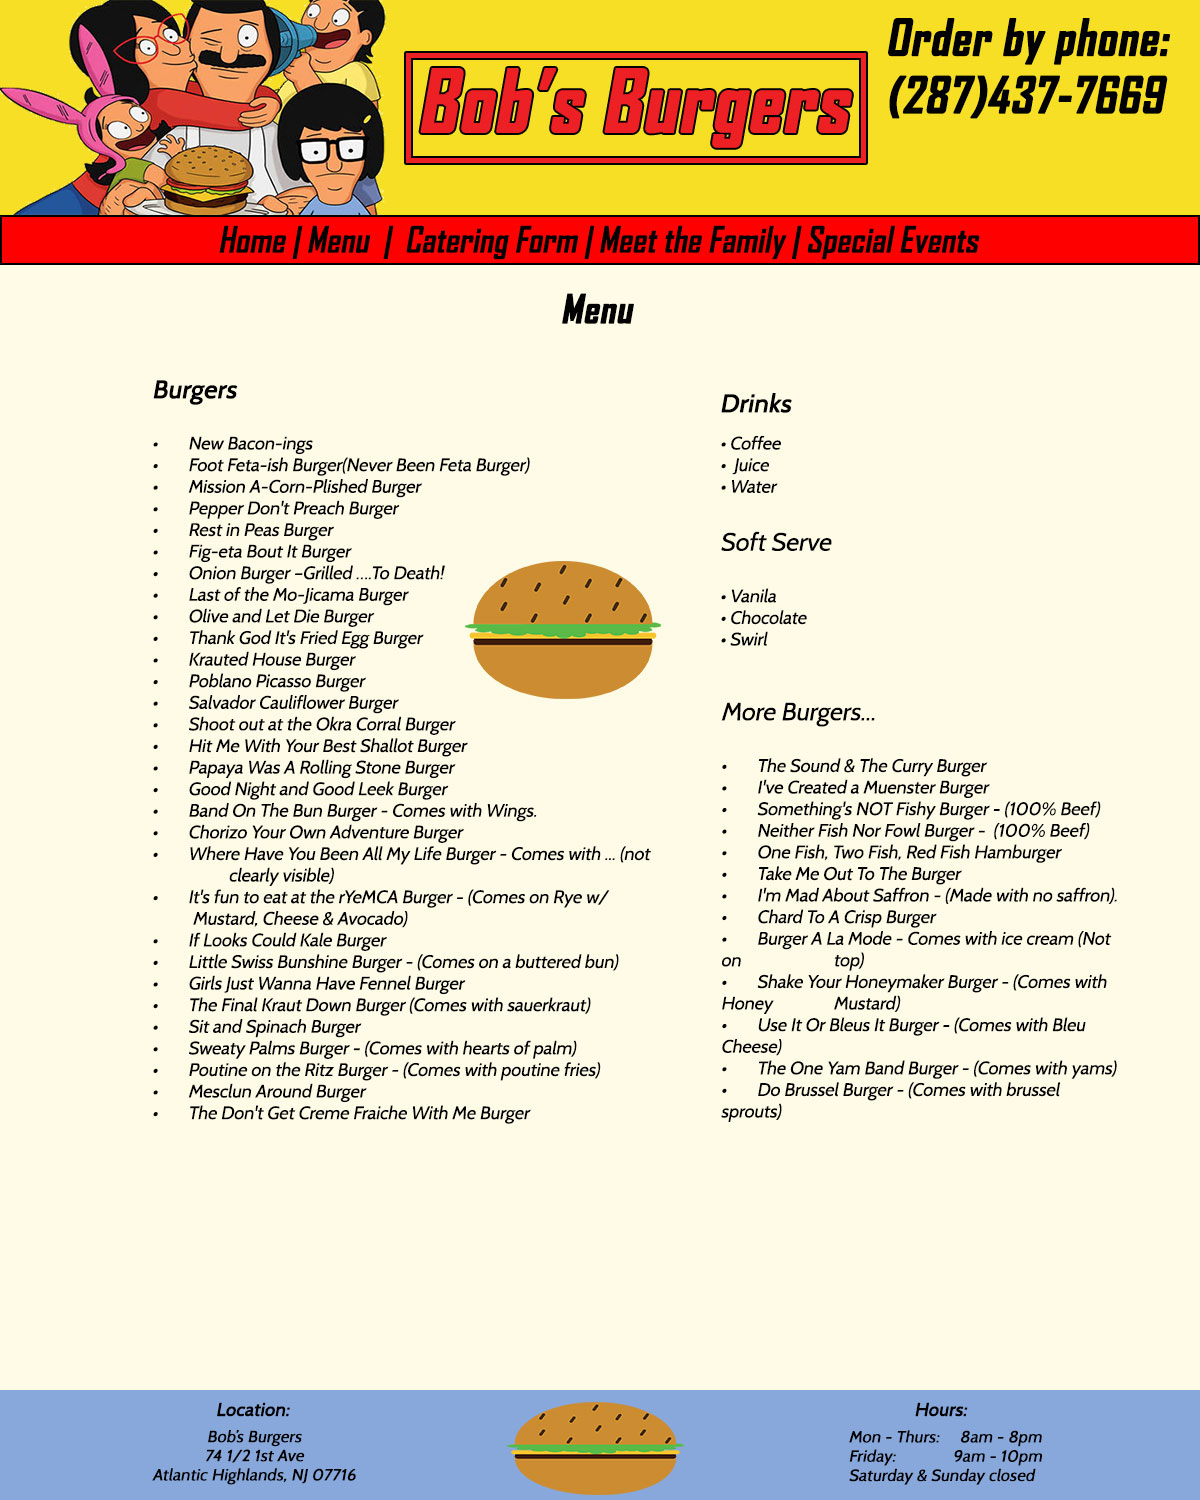 Bob's Burgers
Order by phone:
(287)437-7669
Home | Menu | Catering Form | Meet the Family | Special Events
Menu
Burgers
• New Bacon-ings
• Foot Feta-ish Burger(Never Been Feta Burger)
• Mission A-Corn-Plished Burger
• Pepper Don't Preach Burger
• Rest in Peas Burger
• Fig-eta Bout It Burger
• Onion Burger –Grilled ....To Death!
• Last of the Mo-Jicama Burger
• Olive and Let Die Burger
• Thank God It's Fried Egg Burger
• Krauted House Burger
• Poblano Picasso Burger
• Salvador Cauliflower Burger
• Shoot out at the Okra Corral Burger
• Hit Me With Your Best Shallot Burger
• Papaya Was A Rolling Stone Burger
• Good Night and Good Leek Burger
• Band On The Bun Burger - Comes with Wings.
• Chorizo Your Own Adventure Burger
• Where Have You Been All My Life Burger - Comes with ... (not
clearly visible)
• It's fun to eat at the rYeMCA Burger - (Comes on Rye w/
Mustard, Cheese & Avocado)
• If Looks Could Kale Burger
• Little Swiss Bunshine Burger - (Comes on a buttered bun)
• Girls Just Wanna Have Fennel Burger
• The Final Kraut Down Burger (Comes with sauerkraut)
• Sit and Spinach Burger
• Sweaty Palms Burger - (Comes with hearts of palm)
• Poutine on the Ritz Burger - (Comes with poutine fries)
• Mesclun Around Burger
• The Don't Get Creme Fraiche With Me Burger
Drinks
• Coffee
• Juice
• Water
Soft Serve
• Vanila
• Chocolate
• Swirl
More Burgers...
• The Sound & The Curry Burger
• I've Created a Muenster Burger
• Something's NOT Fishy Burger - (100% Beef)
• Neither Fish Nor Fowl Burger - (100% Beef)
• One Fish, Two Fish, Red Fish Hamburger
• Take Me Out To The Burger
• I'm Mad About Saffron - (Made with no saffron).
• Chard To A Crisp Burger
• Burger A La Mode - Comes with ice cream (Not
on top)
• Shake Your Honeymaker Burger - (Comes with
Honey Mustard)
• Use It Or Bleus It Burger - (Comes with Bleu
Cheese)
• The One Yam Band Burger - (Comes with yams)
• Do Brussel Burger - (Comes with brussel
sprouts)
Location:
Bob's Burgers
74 1/2 1st Ave
Atlantic Highlands, NJ 07716
Hours:
Mon - Thurs: 8am - 8pm
Friday: 9am - 10pm
Saturday & Sunday closed